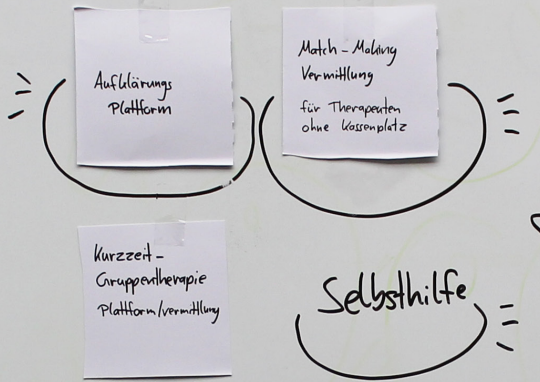 Aufklärungs
Plattform
Match-Making
Vermittlung
für Therapeuten
ohne Kassenplatz
Kurzzeit-
Gruppentherapie
Plattform/vermittlung
Selbsthilfe